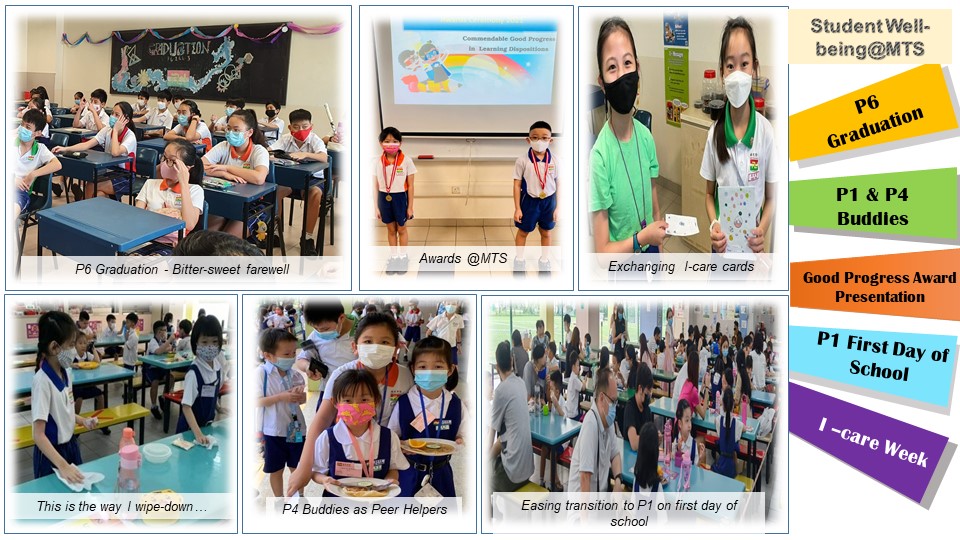 GRADUATION
P6 Graduation - Bitter-sweet farewell
Commendable Good Progress
In Learning Dispositions
Awards @MTS
Exchanging I-care cards
This is the way I wipe-down…
P4 Buddies as Peer Helpers
Easing transition to P1 on first day of
school
Student Well-
being@MTS
P6
Graduation
P1 & P4
Buddies
Good Progress Award
Presentation
P1 First Day of
School
I –care Week